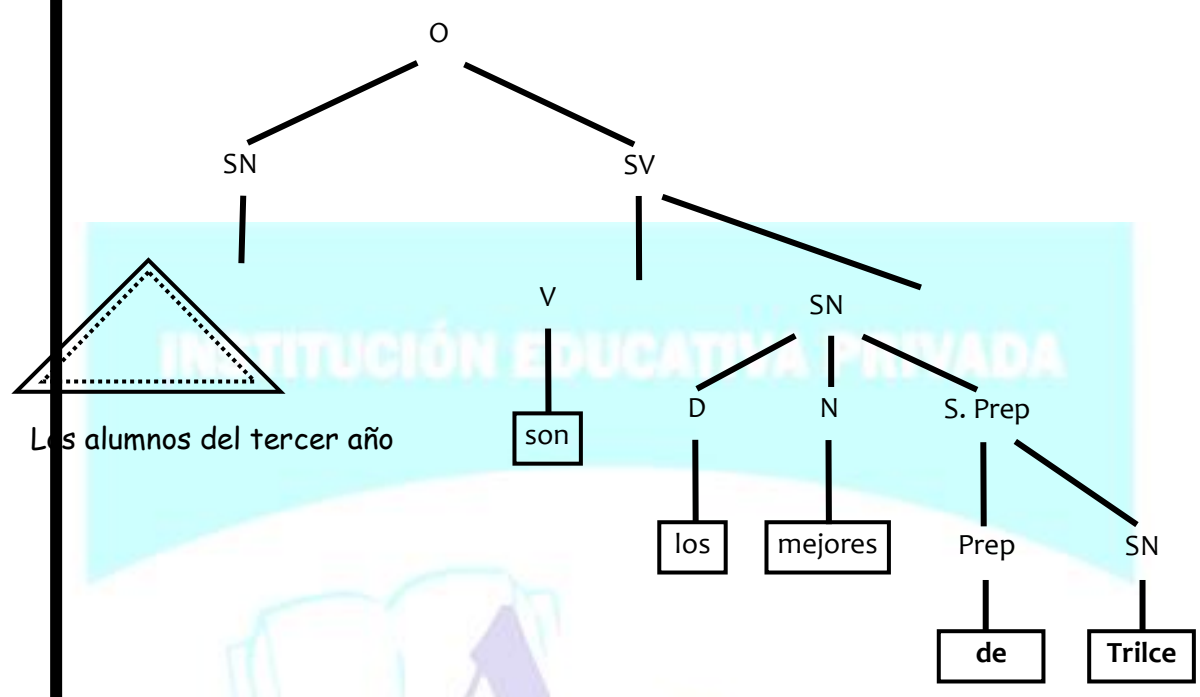 O
SN SV
V SN
INSTITUCIÓN EDUCATIVA PRIVADA
D N S. Prep
Los alumnos del tercer año son
los mejores Prep SN
de Trilce